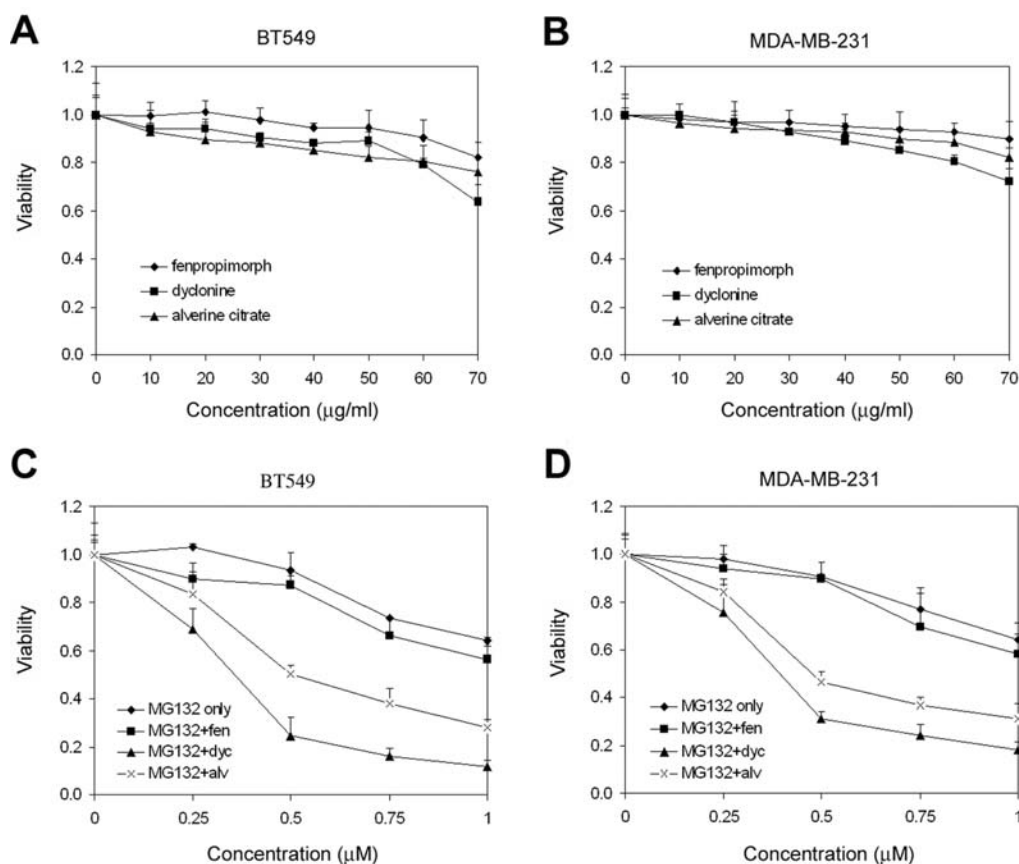 A
BT549
1.2
1.0
0.8
0.6
0.4
0.2
0.0
Viability
fenpropimorph
dyclonine
alverine citrate
0 10 20 30 40 50 60 70
Concentration (μg/ml)
B
MDA-MB-231
1.2
1.0
0.8
0.6
0.4
0.2
0.0
Viability
fenpropimorph
dyclonine
alverine citrate
0 10 20 30 40 50 60 70
Concentration (μg/ml)
C
BT549
1.2
1.0
0.8
0.6
0.4
0.2
0.0
Viability
MG132 only
MG132+fen
MG132+dyc
MG132+alv
0 0.25 0.5 0.75 1
Concentration (μM)
D
MDA-MB-231
1.2
1.0
0.8
0.6
0.4
0.2
0.0
Viability
MG132 only
MG132+fen
MG132+dyc
MG132+alv
0 0.25 0.5 0.75 1
Concentration (μM)